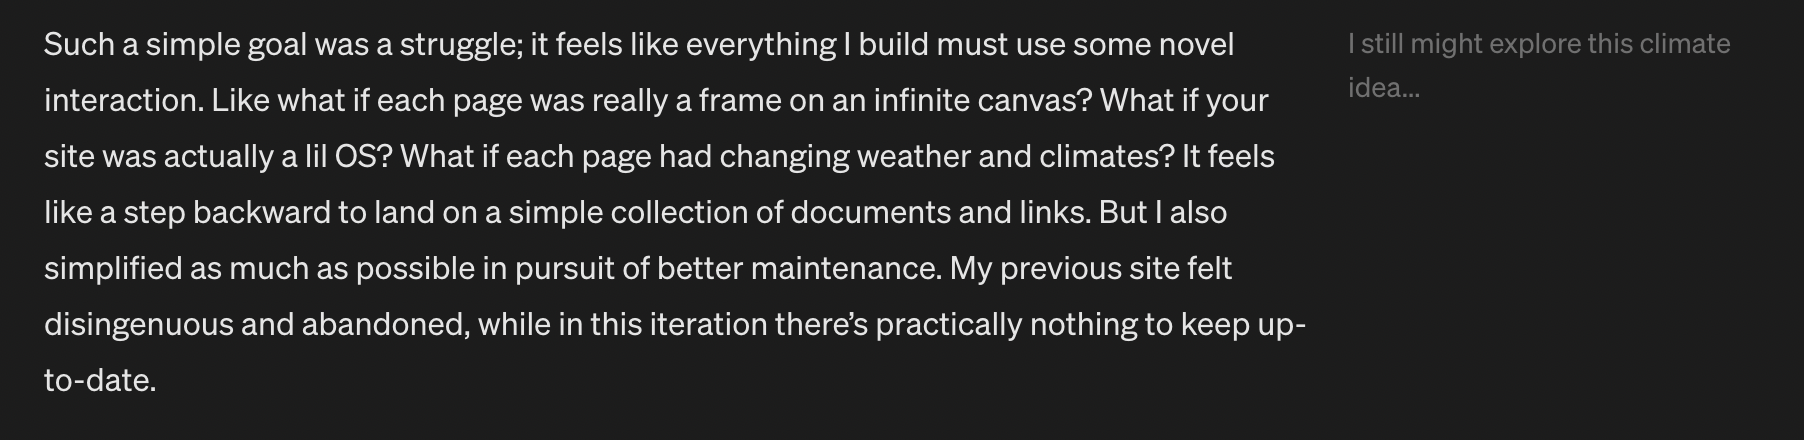 Such a simple goal was a struggle; it feels like everything I build must use some novel
interaction. Like what if each page was really a frame on an infinite canvas? What if your
site was actually a lil OS? What if each page had changing weather and climates? It feels
like a step backward to land on a simple collection of documents and links. But I also
simplified as much as possible in pursuit of better maintenance. My previous site felt
disingenuous and abandoned, while in this iteration there’s practically nothing to keep up-
to-date.
I still might explore this climate
idea...